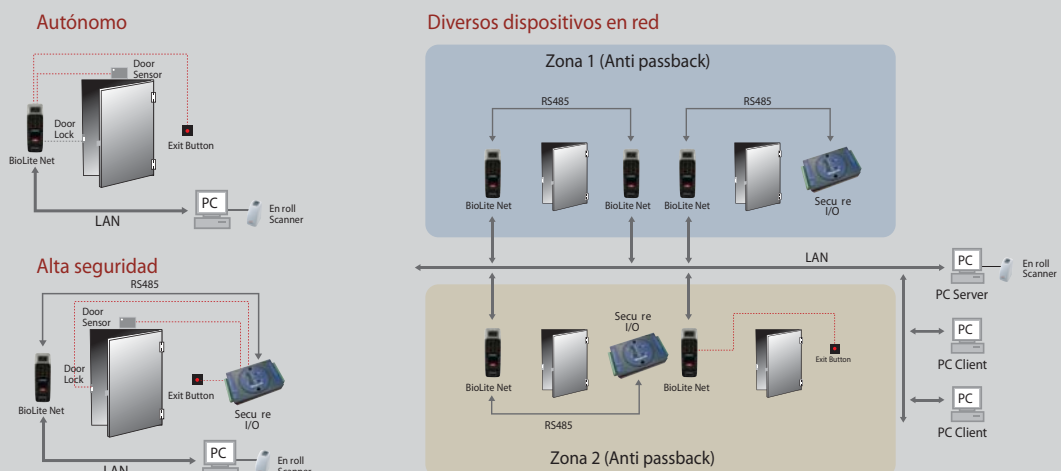 Autónomo
Door
Sensor
Door
Lock
BioLite Net
Exit Button
LAN
PC
En roll
Scanner
Alta seguridad
RS485
Door
Sensor
Door
Lock
BioLite Net
Exit Button
Secu re
I/O
LAN
PC
En roll
Scanner
Diversos dispositivos en red
Zona 1 (Anti passback)
RS485
RS485
BioLite Net
BioLite Net
BioLite Net
Secu re
I/O
LAN
PC
En roll
Scanner
PC Server
PC
PC Client
PC
PC Client
Secu re
I/O
BioLite Net
BioLite Net
Exit Button
RS485
Zona 2 (Anti passback)